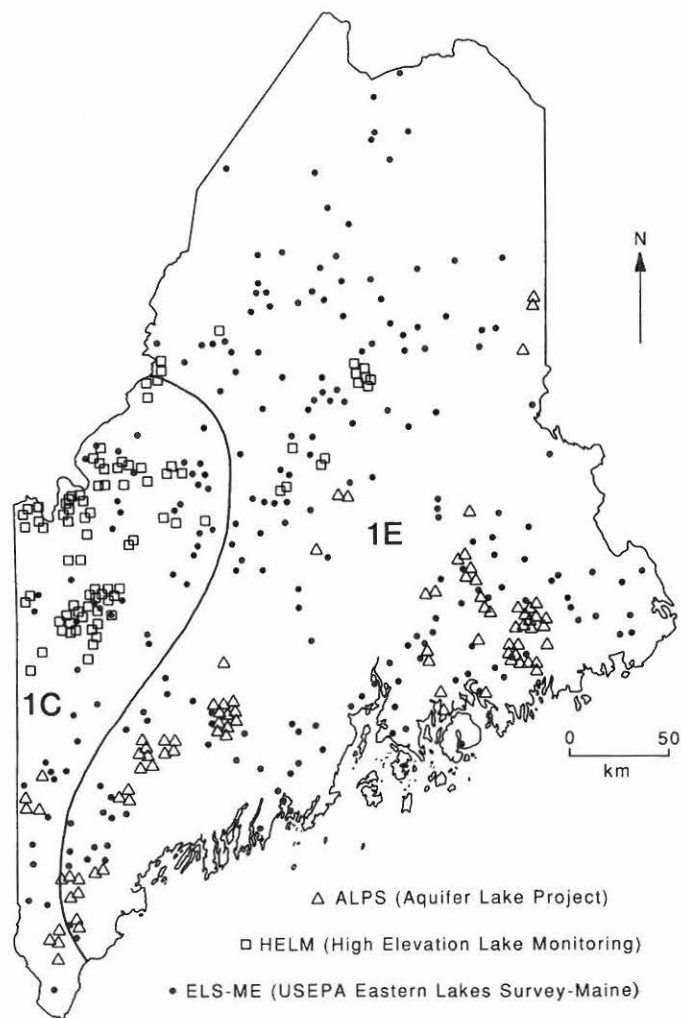 N
1E
1C
0 50
km
△ ALPS (Aquifer Lake Project)
□ HELM (High Elevation Lake Monitoring)
• ELS-ME (USEPA Eastern Lakes Survey-Maine)